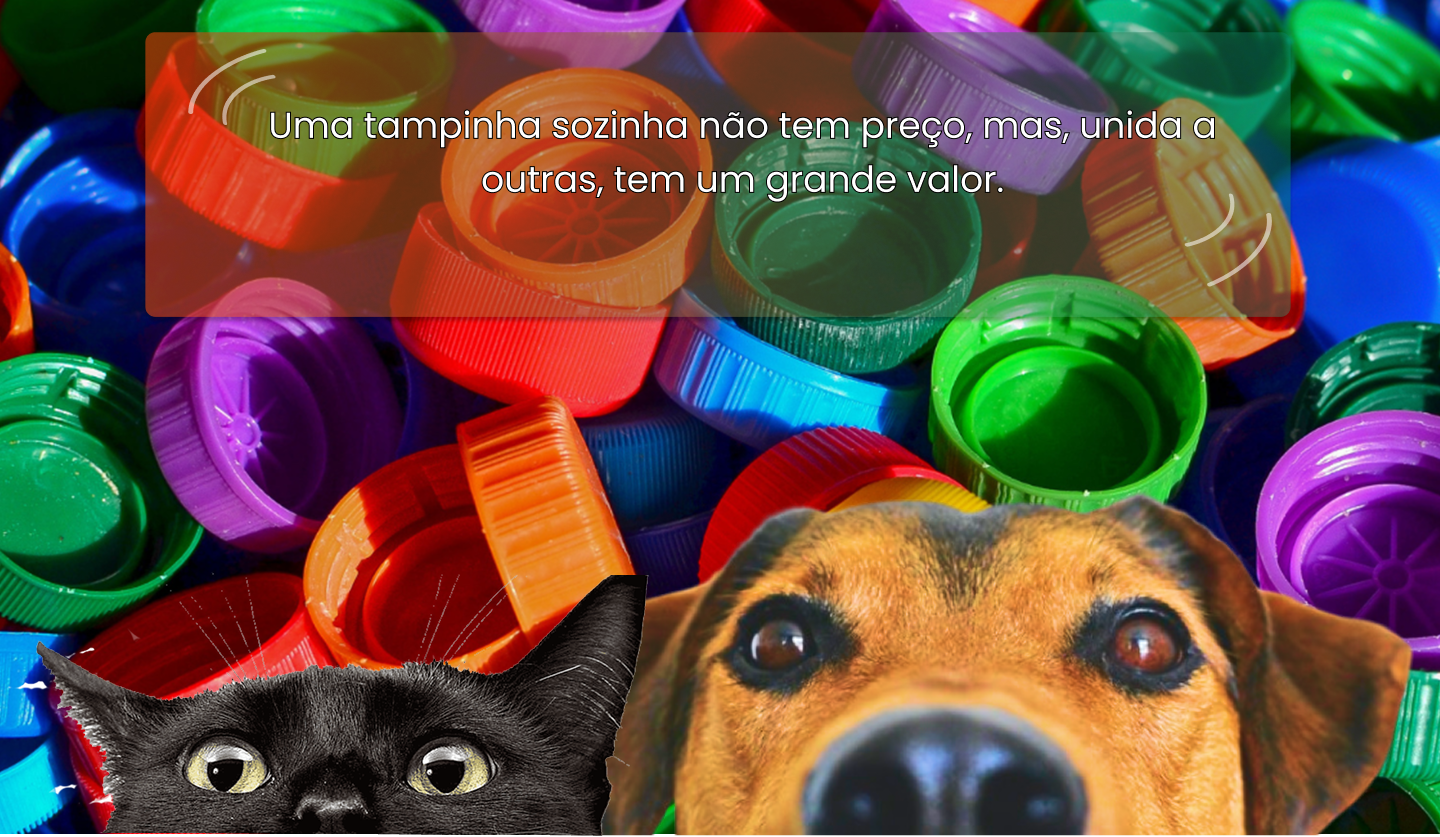 Uma tampinha sozinha não tem preço, mas, unida a
outras, tem um grande valor.